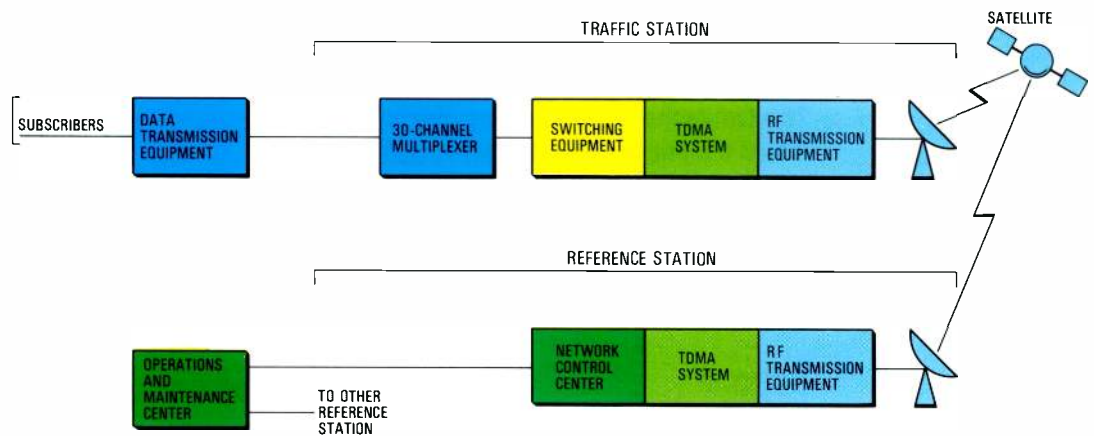 TRAFFIC STATION
SATELLITE
SUBSCRIBERS
DATA
TRANSMISSION
EQUIPMENT
30-CHANNEL
MULTIPLEXER
SWITCHING
EQUIPMENT
TDMA
SYSTEM
RF
TRANSMISSION
EQUIPMENT
REFERENCE STATION
OPERATIONS
AND
MAINTENANCE
CENTER
TO OTHER
REFERENCE
STATION
NETWORK
CONTROL
CENTER
TDMA
SYSTEM
RF
TRANSMISSION
EQUIPMENT